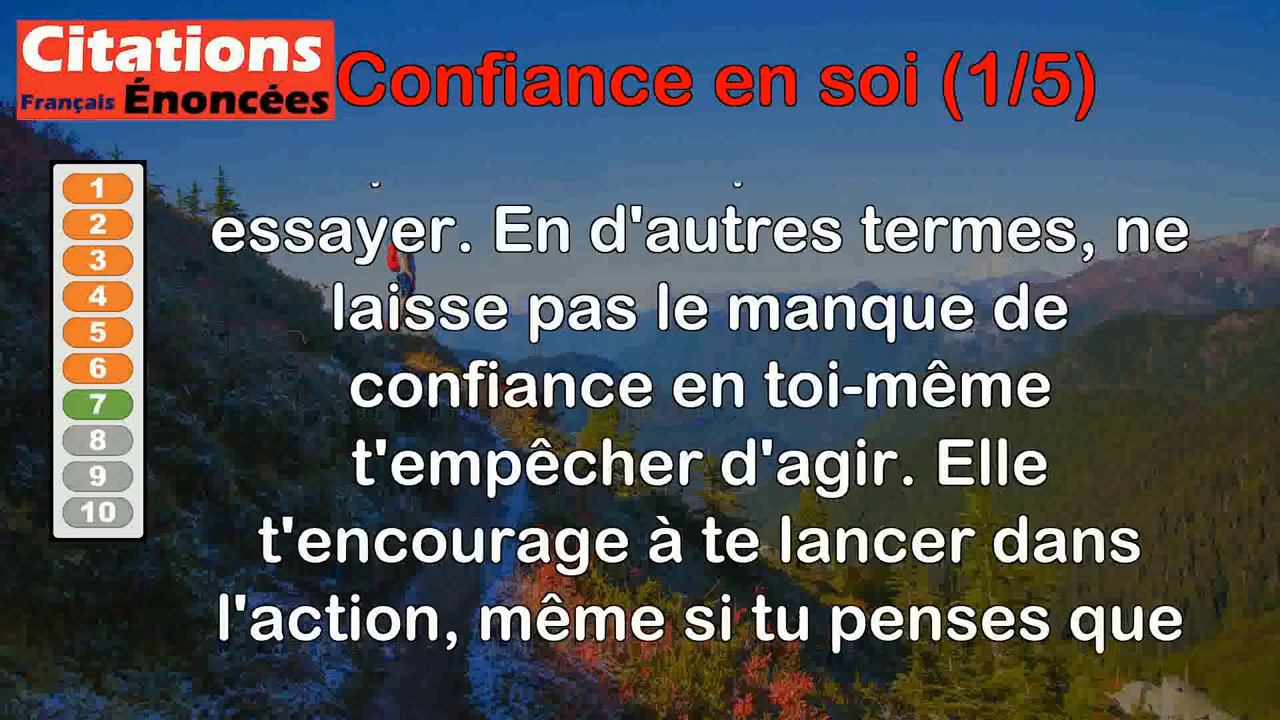 Citations
Français Énoncées
Confiance en soi (1/5)
1
2
3
4
5
6
7
8
9
10
essayer. En d'autres termes, ne
laisse pas le manque de
confiance en toi-même
t'empêcher d'agir. Elle
t'encourage à te lancer dans
l'action, même si tu penses que